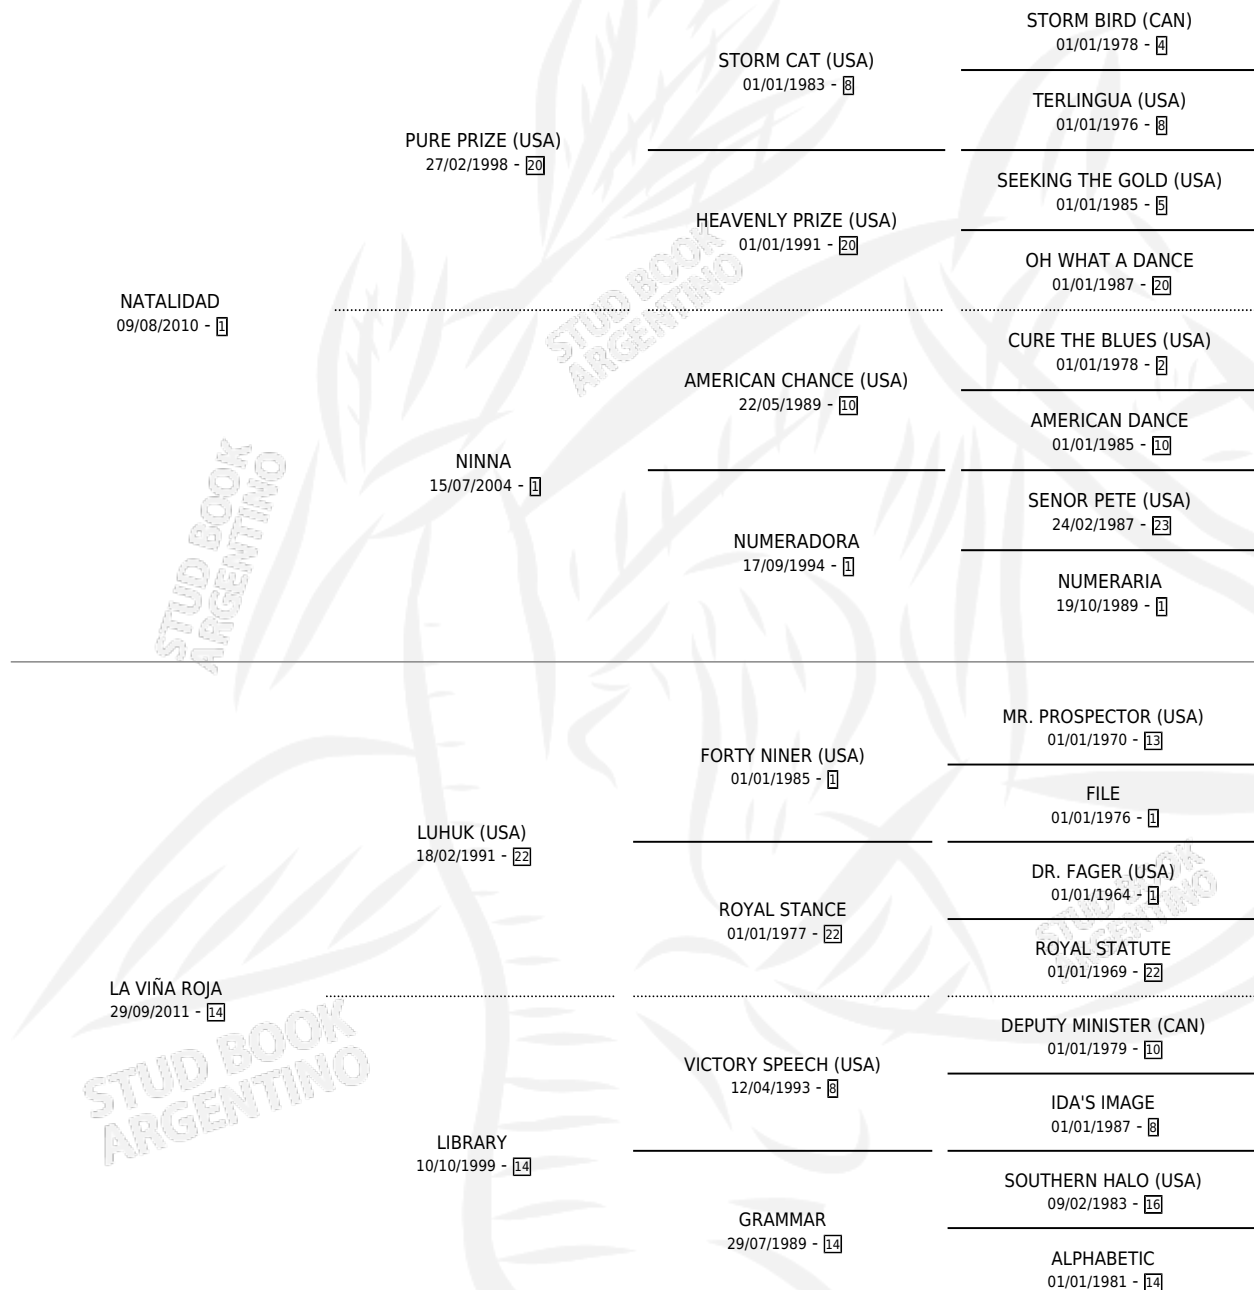 STORM BIRD (CAN)
01/01/1978 - 4
STORM CAT (USA)
01/01/1983 - 8
TERLINGUA (USA)
01/01/1976 - 8
PURE PRIZE (USA)
27/02/1998 - 20
SEEKING THE GOLD (USA)
01/01/1985 - 5
HEAVENLY PRIZE (USA)
01/01/1991 - 20
OH WHAT A DANCE
01/01/1987 - 20
NATALIDAD
09/08/2010 - 1
CURE THE BLUES (USA)
01/01/1978 - 2
AMERICAN CHANCE (USA)
22/05/1989 - 10
AMERICAN DANCE
01/01/1985 - 10
NINNA
15/07/2004 - 1
SENOR PETE (USA)
24/02/1987 - 23
NUMERADORA
17/09/1994 - 1
NUMERARIA
19/10/1989 - 1
MR. PROSPECTOR (USA)
01/01/1970 - 13
FORTY NINER (USA)
01/01/1985 - 1
FILE
01/01/1976 - 1
LUHUK (USA)
18/02/1991 - 22
DR. FAGER (USA)
01/01/1964 - 1
ROYAL STANCE
01/01/1977 - 22
ROYAL STATUTE
01/01/1969 - 22
LA VIÑA ROJA
29/09/2011 - 14
DEPUTY MINISTER (CAN)
01/01/1979 - 10
VICTORY SPEECH (USA)
12/04/1993 - 8
IDA'S IMAGE
01/01/1987 - 8
LIBRARY
10/10/1999 - 14
SOUTHERN HALO (USA)
09/02/1983 - 16
GRAMMAR
29/07/1989 - 14
ALPHABETIC
01/01/1981 - 14
STUD BOOK
ARGENTINO
STUD BOOK
ARGENTINO
STUD BOOK
ARGENTINO
STUD BOOK
ARGENTINO